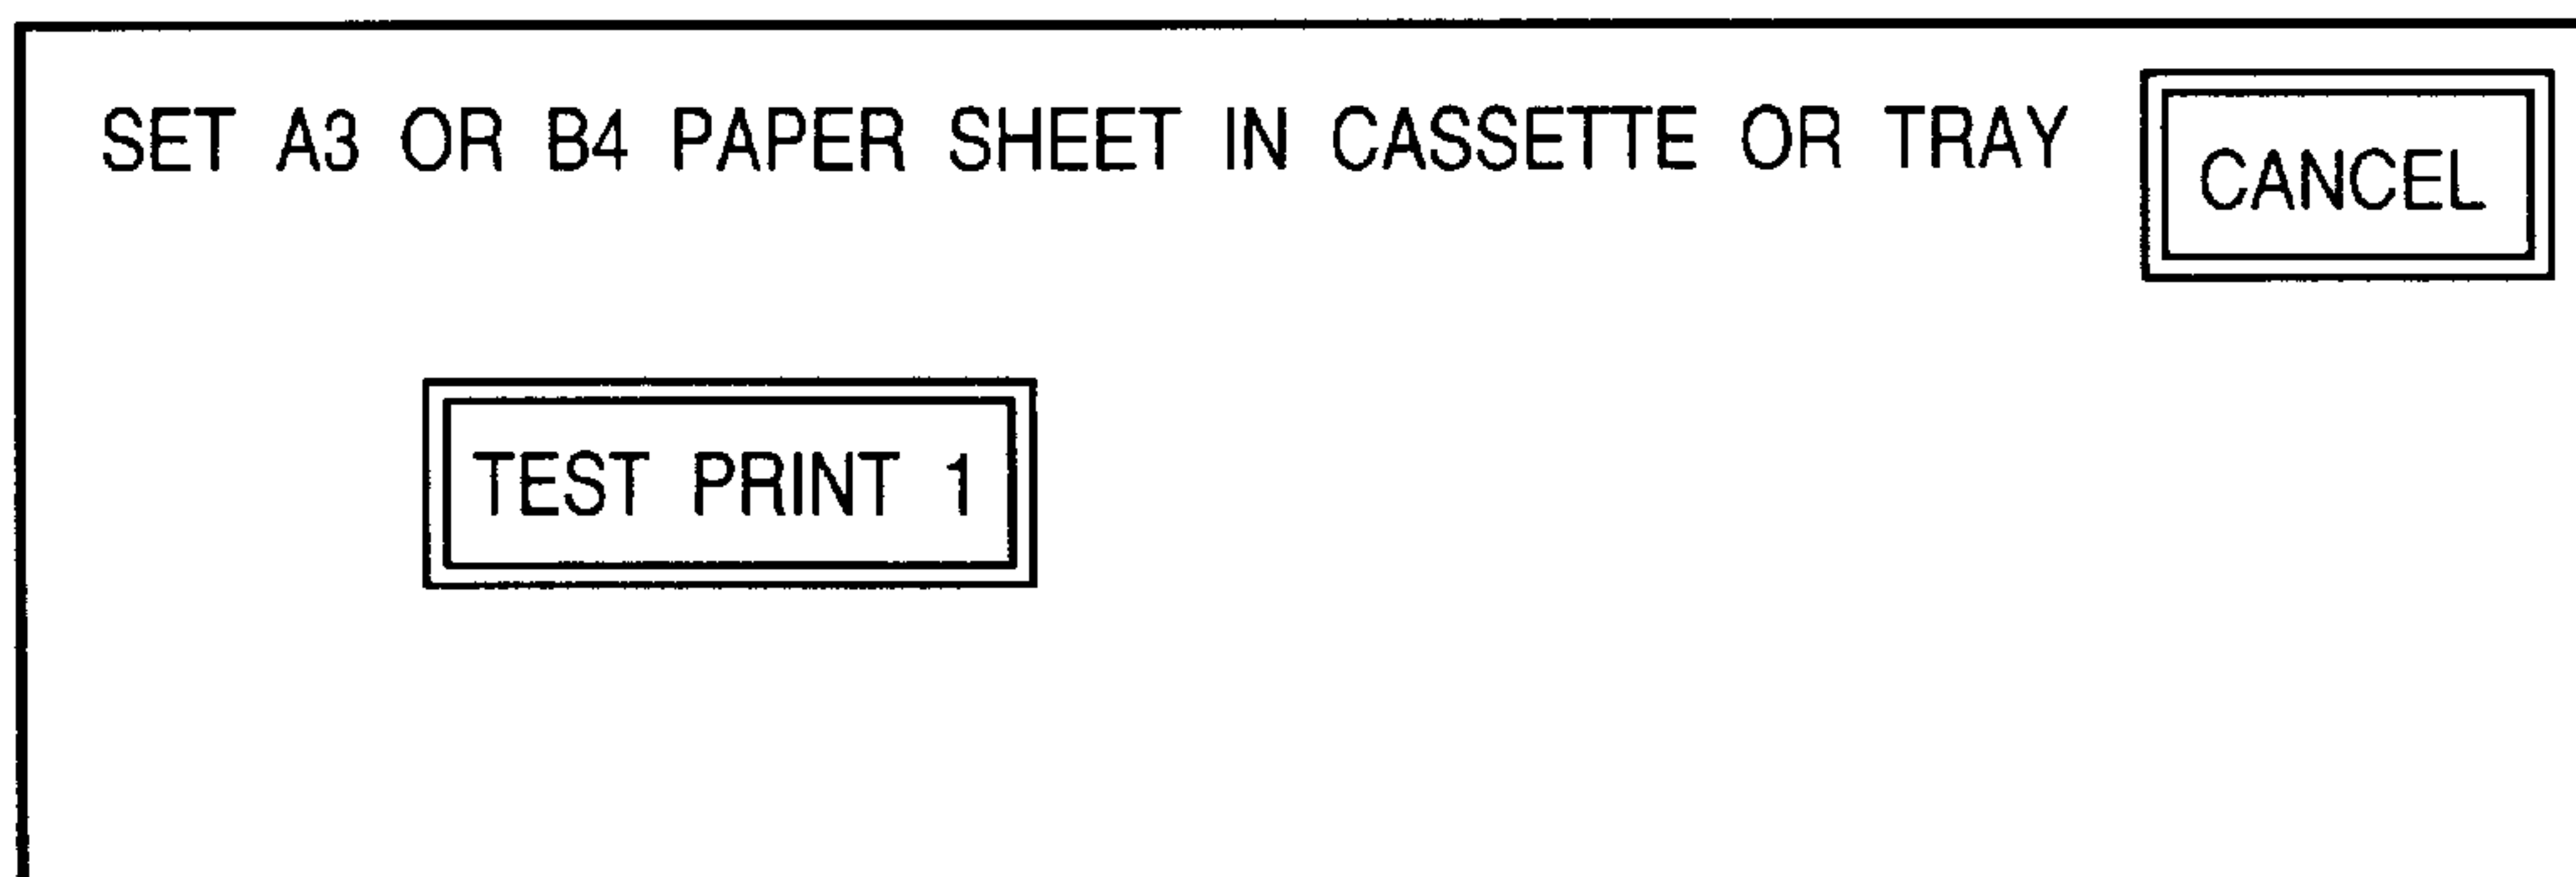 SET A3 OR B4 PAPER SHEET IN CASSETTE OR TRAY
CANCEL
TEST PRINT 1